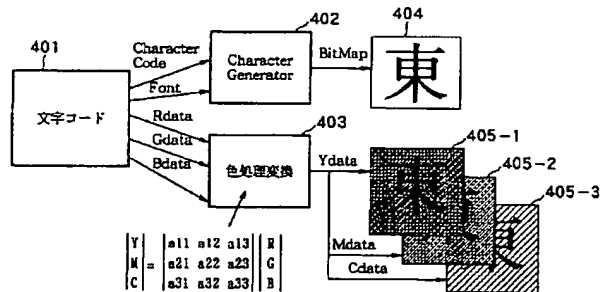 402
404
401
Character
Code
Character
Generator
BitMap
東
Font
文字コード
Rdata
Gdata
Bdata
403
色処理変換
Ydata
405-1
405-2
405-3
東
Mdata
Cdata
|Y| |a11 a12 a13| |R|
|M| = |a21 a22 a23| |G|
|C| |a31 a32 a33| |B|